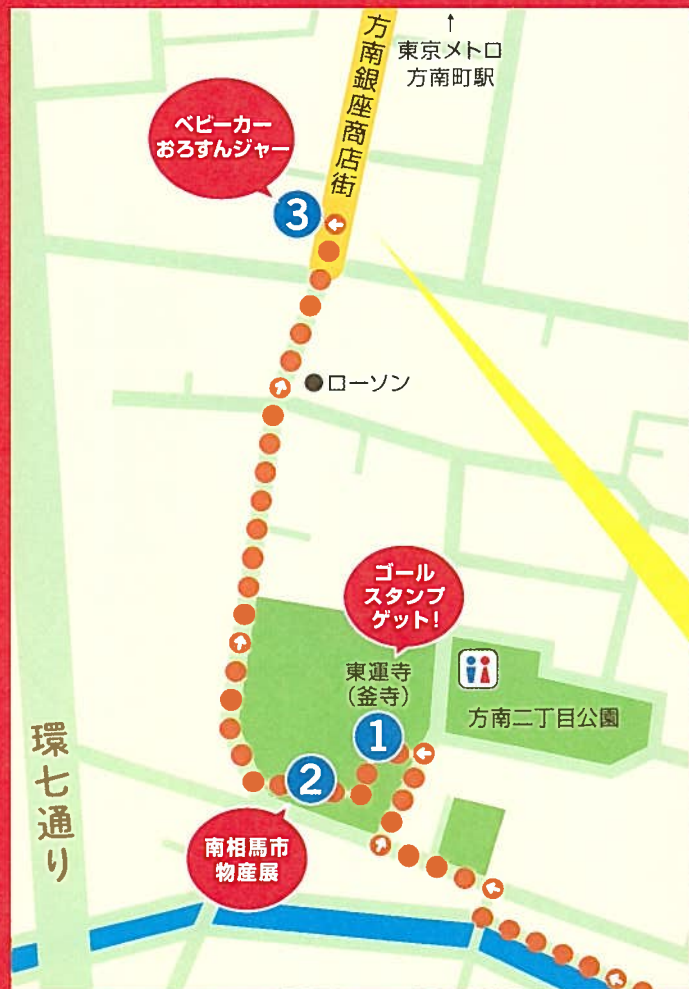 ↑
東京メトロ
方南町駅
方南銀座商店街
ベビーカー
おろすんジャー
3
ローソン
ゴール
スタンプ
ゲット!
東運寺
(釜寺)
1
方南二丁目公園
2
南相馬市
物産展
環七通り